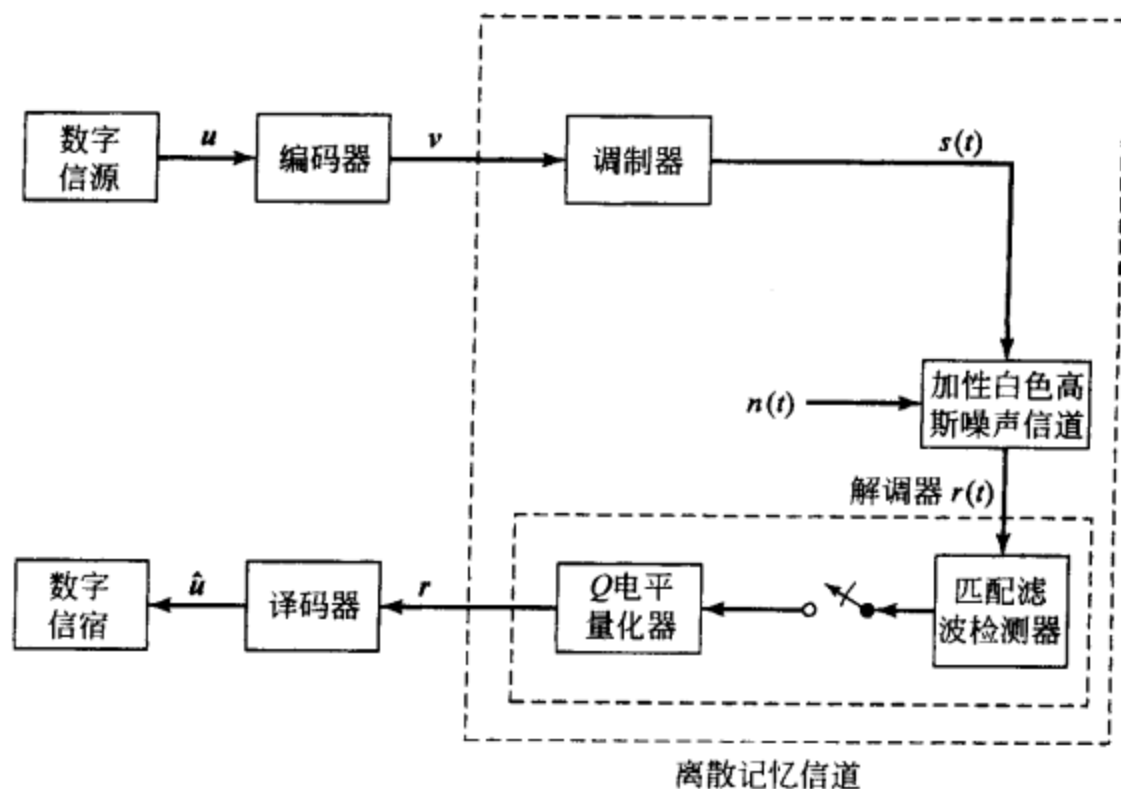 数字
信源
u
编码器
v
调制器
s(t)
n(t)
加性白色高
斯噪声信道
解调器 r(t)
数字
信宿
û
译码器
r
Q电平
量化器
匹配滤
波检测器
离散记忆信道